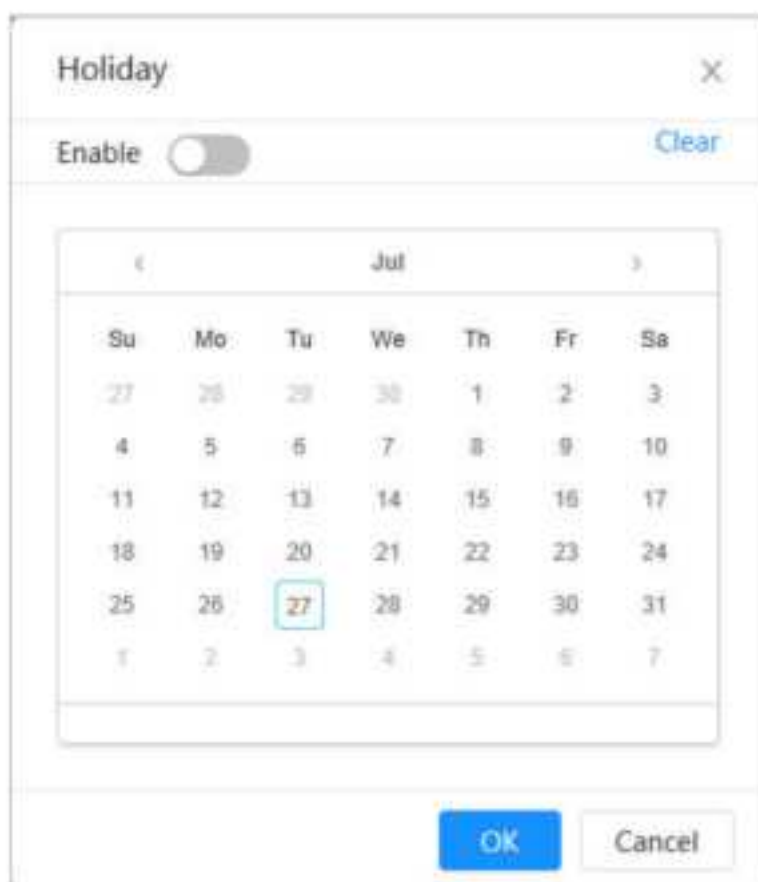 Holiday ×
Enable Clear
‹ Jul ›
Su Mo Tu We Th Fr Sa
27 28 29 30 1 2 3
4 5 6 7 8 9 10
11 12 13 14 15 16 17
18 19 20 21 22 23 24
25 26 27 28 29 30 31
1 2 3 4 5 6 7
OK Cancel